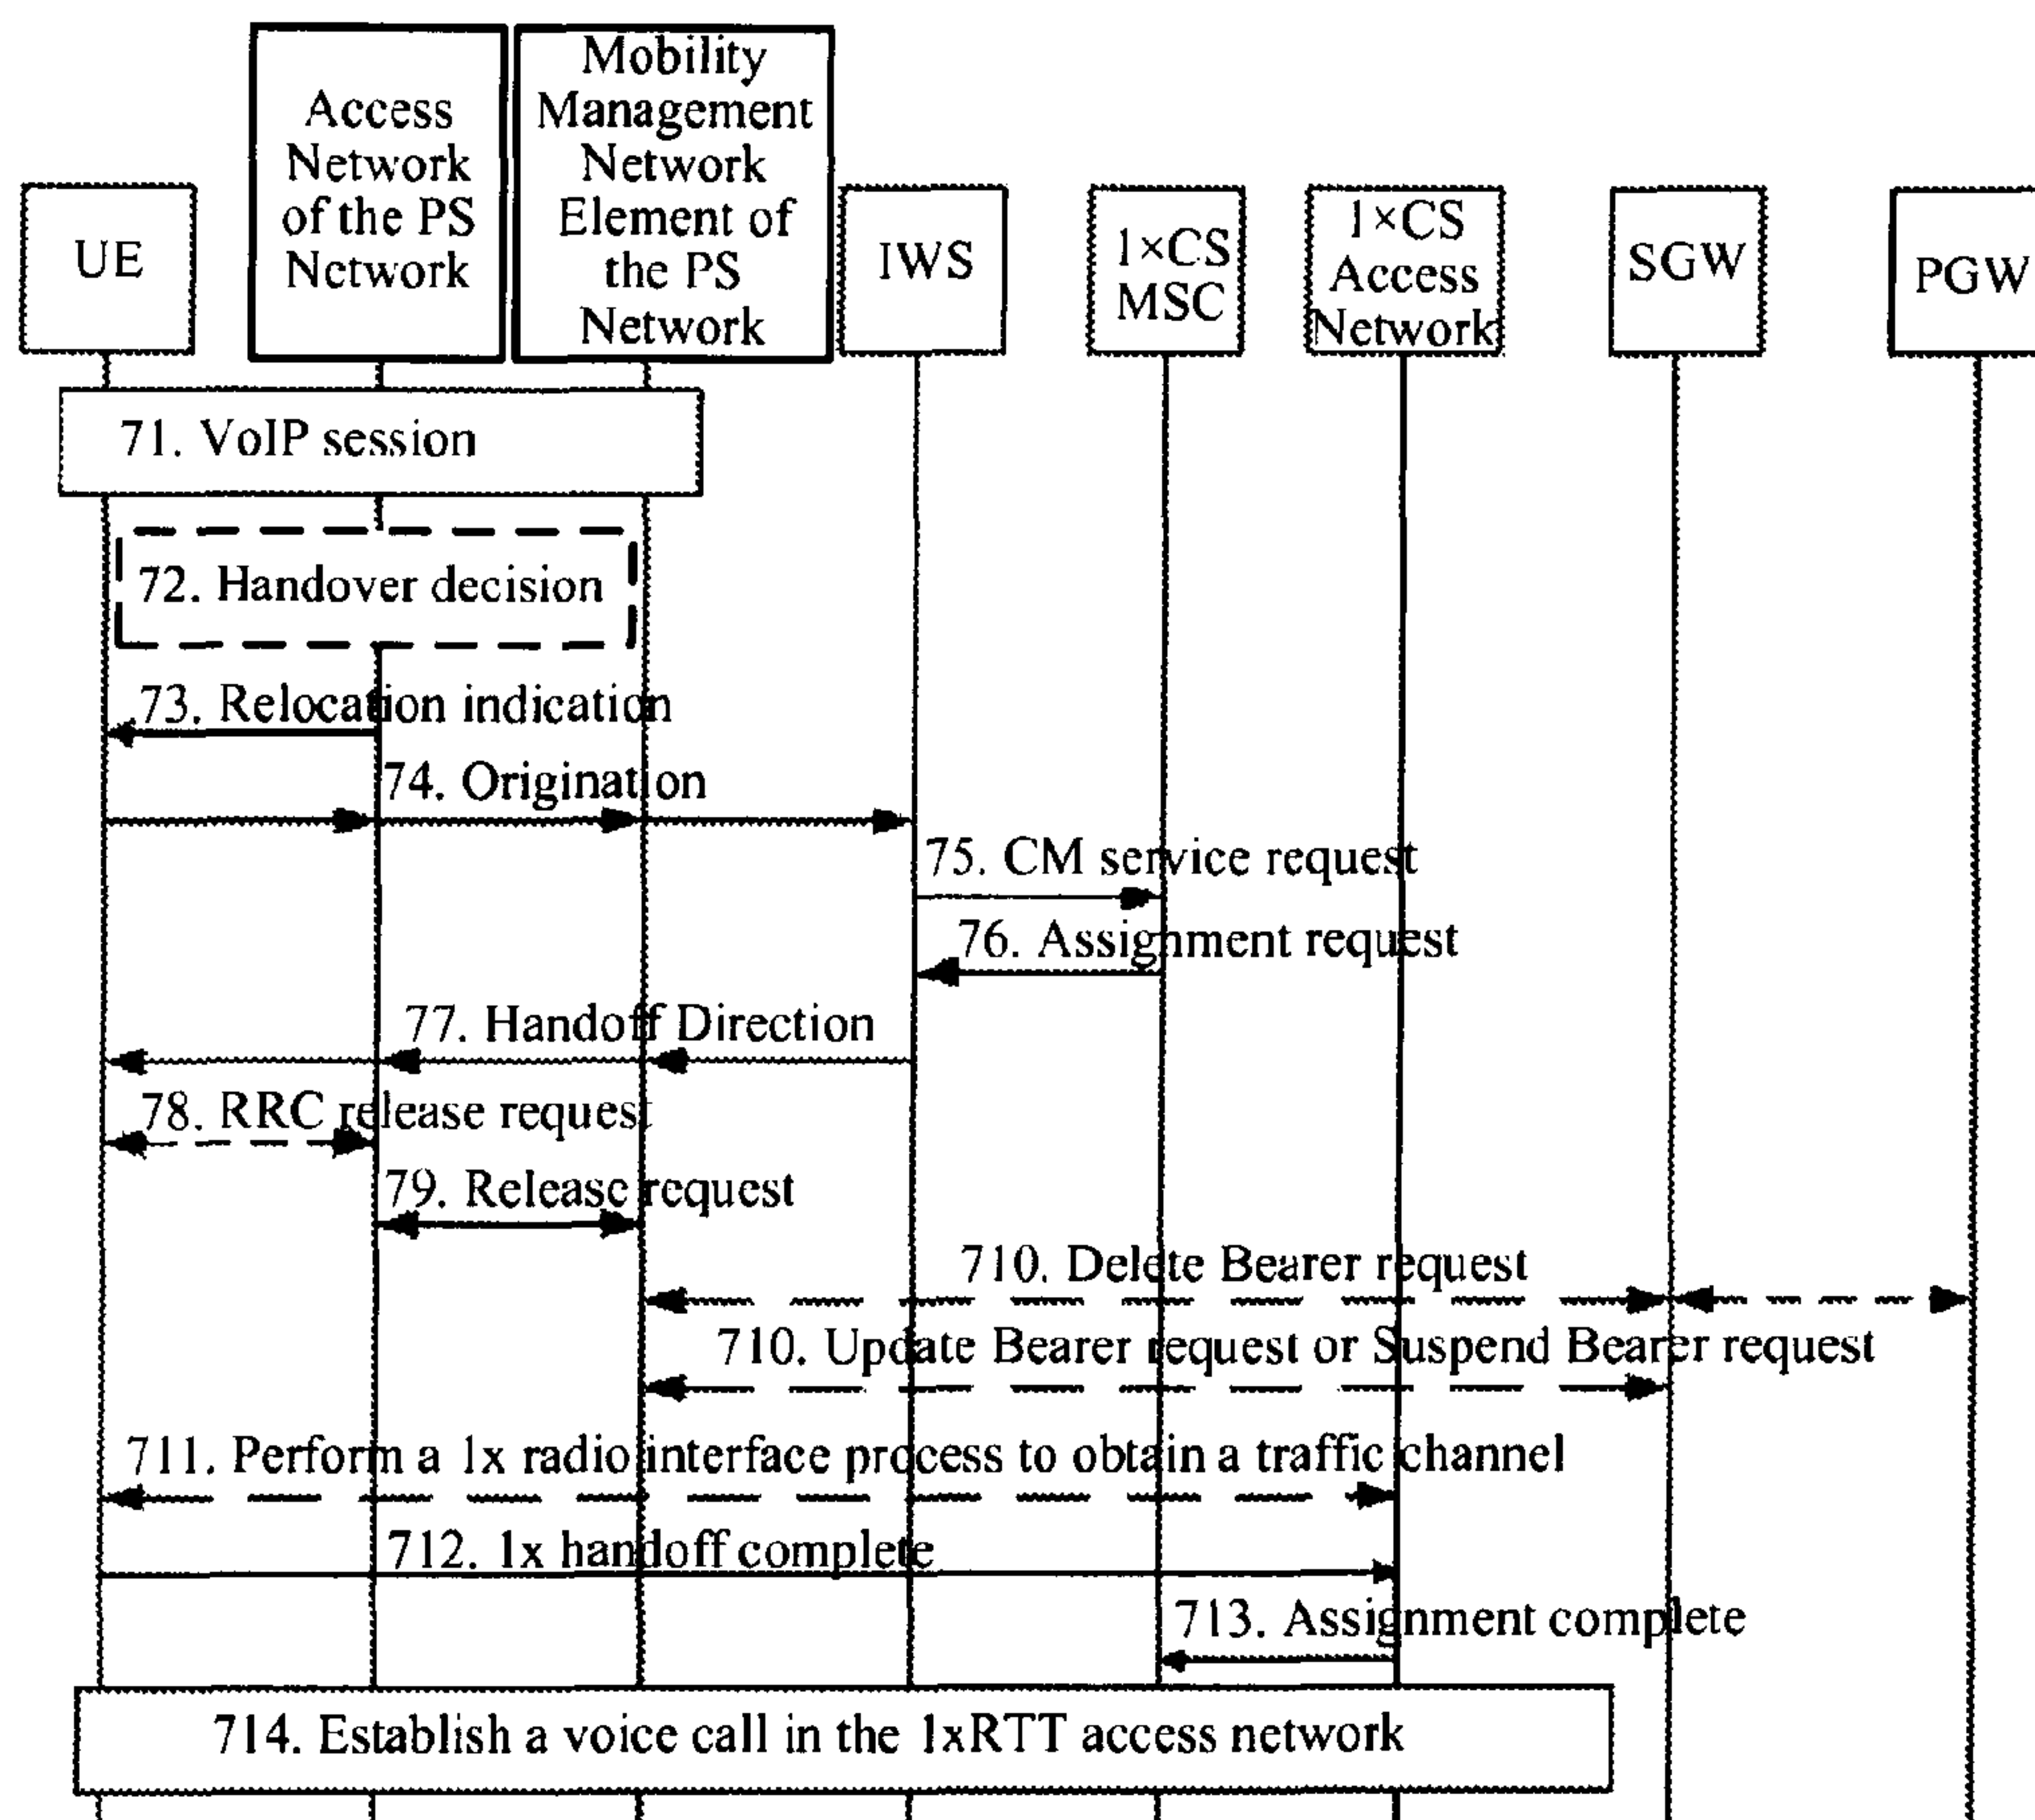 UE
Access
Network
of the PS
Network
Mobility
Management
Network
Element of
the PS
Network
IWS
1×CS
MSC
1×CS
Access
Network
SGW
PGW
71. VoIP session
72. Handover decision
73. Relocation indication
74. Origination
75. CM service request
76. Assignment request
77. Handoff Direction
78. RRC release request
79. Release request
710. Delete Bearer request
710. Update Bearer request or Suspend Bearer request
711. Perform a 1x radio interface process to obtain a traffic channel
712. 1x handoff complete
713. Assignment complete
714. Establish a voice call in the 1xRTT access network